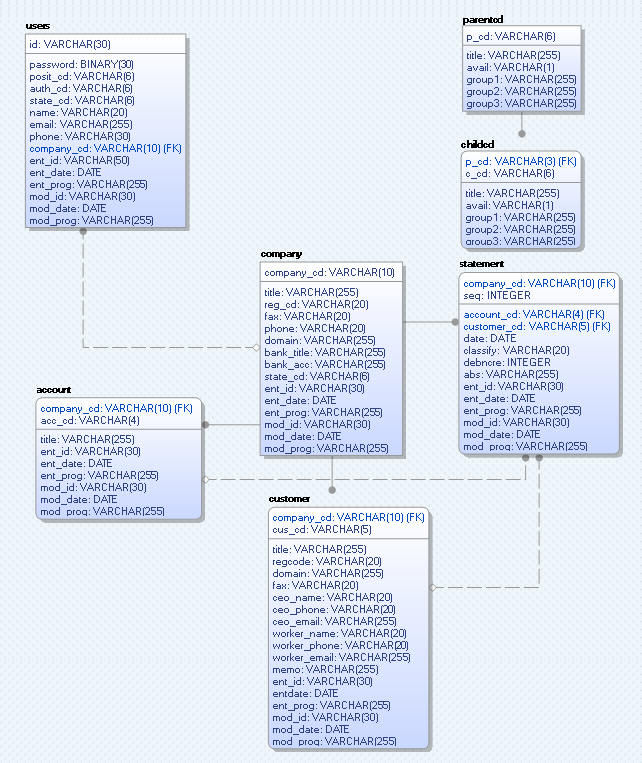 users
id: VARCHAR(30)
password: BINARY(30)
posit_cd: VARCHAR(6)
auth_cd: VARCHAR(6)
state_cd: VARCHAR(6)
name: VARCHAR(20)
email: VARCHAR(255)
phone: VARCHAR(30)
company_cd: VARCHAR(10) (FK)
ent_id: VARCHAR(50)
ent_date: DATE
ent_prog: VARCHAR(255)
mod_id: VARCHAR(30)
mod_date: DATE
mod_prog: VARCHAR(255)
parentcd
p_cd: VARCHAR(6)
title: VARCHAR(255)
avail: VARCHAR(1)
group1: VARCHAR(255)
group2: VARCHAR(255)
group3: VARCHAR(255)
childcd
p_cd: VARCHAR(3) (FK)
c_cd: VARCHAR(6)
title: VARCHAR(255)
avail: VARCHAR(1)
group1: VARCHAR(255)
group2: VARCHAR(255)
group3: VARCHAR(255)
company
company_cd: VARCHAR(10)
title: VARCHAR(255)
reg_cd: VARCHAR(20)
fax: VARCHAR(20)
phone: VARCHAR(20)
domain: VARCHAR(255)
bank_title: VARCHAR(255)
bank_acc: VARCHAR(255)
state_cd: VARCHAR(6)
ent_id: VARCHAR(30)
ent_date: DATE
ent_prog: VARCHAR(255)
mod_id: VARCHAR(30)
mod_date: DATE
mod_prog: VARCHAR(255)
statement
company_cd: VARCHAR(10) (FK)
seq: INTEGER
account_cd: VARCHAR(4) (FK)
customer_cd: VARCHAR(5) (FK)
date: DATE
classify: VARCHAR(20)
debncre: INTEGER
abs: VARCHAR(255)
ent_id: VARCHAR(30)
ent_date: DATE
ent_prog: VARCHAR(255)
mod_id: VARCHAR(30)
mod_date: DATE
mod_prog: VARCHAR(255)
account
company_cd: VARCHAR(10) (FK)
acc_cd: VARCHAR(4)
title: VARCHAR(255)
ent_id: VARCHAR(30)
ent_date: DATE
ent_prog: VARCHAR(255)
mod_id: VARCHAR(30)
mod_date: DATE
mod_prog: VARCHAR(255)
customer
company_cd: VARCHAR(10) (FK)
cus_cd: VARCHAR(5)
title: VARCHAR(255)
regcode: VARCHAR(20)
domain: VARCHAR(255)
fax: VARCHAR(20)
ceo_name: VARCHAR(20)
ceo_phone: VARCHAR(20)
ceo_email: VARCHAR(255)
worker_name: VARCHAR(20)
worker_phone: VARCHAR(20)
worker_email: VARCHAR(255)
memo: VARCHAR(255)
ent_id: VARCHAR(30)
entdate: DATE
ent_prog: VARCHAR(255)
mod_id: VARCHAR(30)
mod_date: DATE
mod_prog: VARCHAR(255)